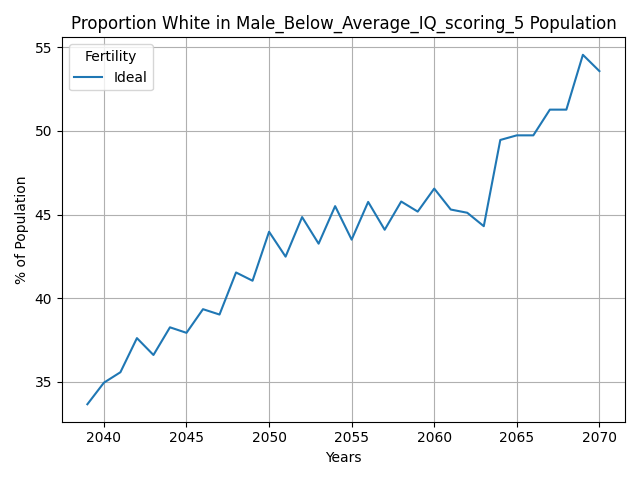 Proportion White in Male_Below_Average_IQ_scoring_5 Population
Fertility
Ideal
% of Population
55
50
45
40
35
2040 2045 2050 2055 2060 2065 2070
Years